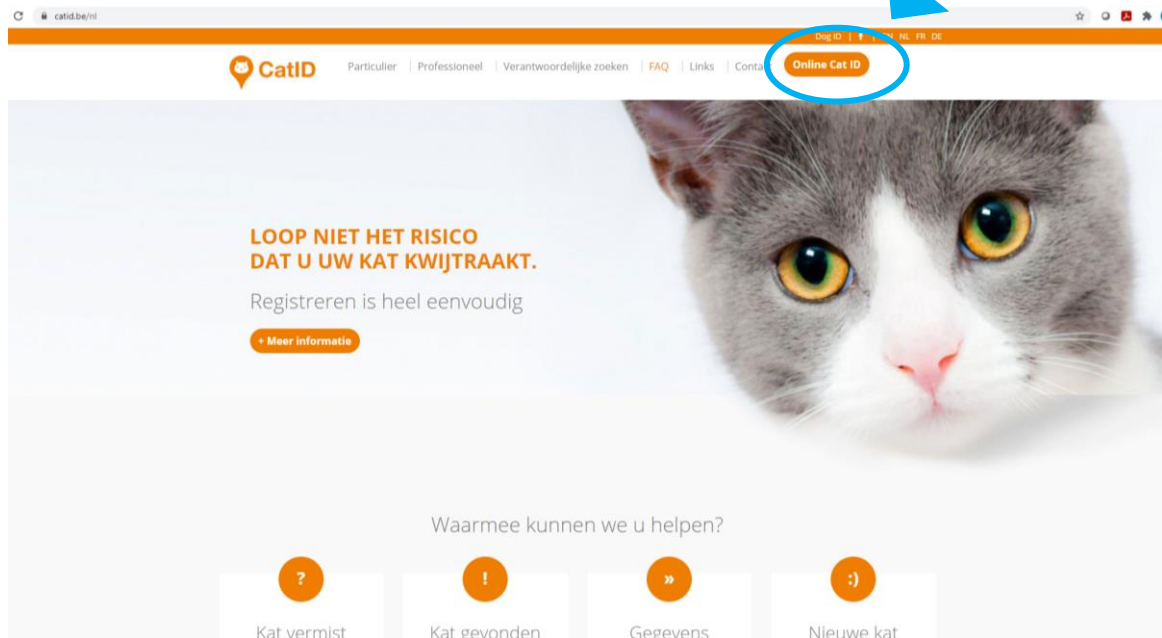 catid.be/nl
Dog ID | NL FR DE
CatID
Particulier | Professioneel | Verantwoordelijke zoeken | FAQ | Links | Contact
Online Cat ID
LOOP NIET HET RISICO
DAT U UW KAT KWIJTRAAKT.
Registreren is heel eenvoudig
+ Meer informatie
Waarmee kunnen we u helpen?
? ! » :)
Kat vermist Kat gevonden Gegevens Nieuwe kat